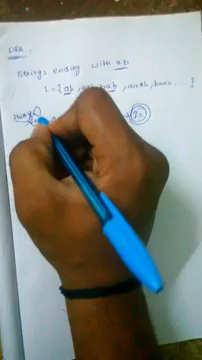 DFA :
Strings ending with ab
L = { ab , aab, bab , aaab, baab, .... }